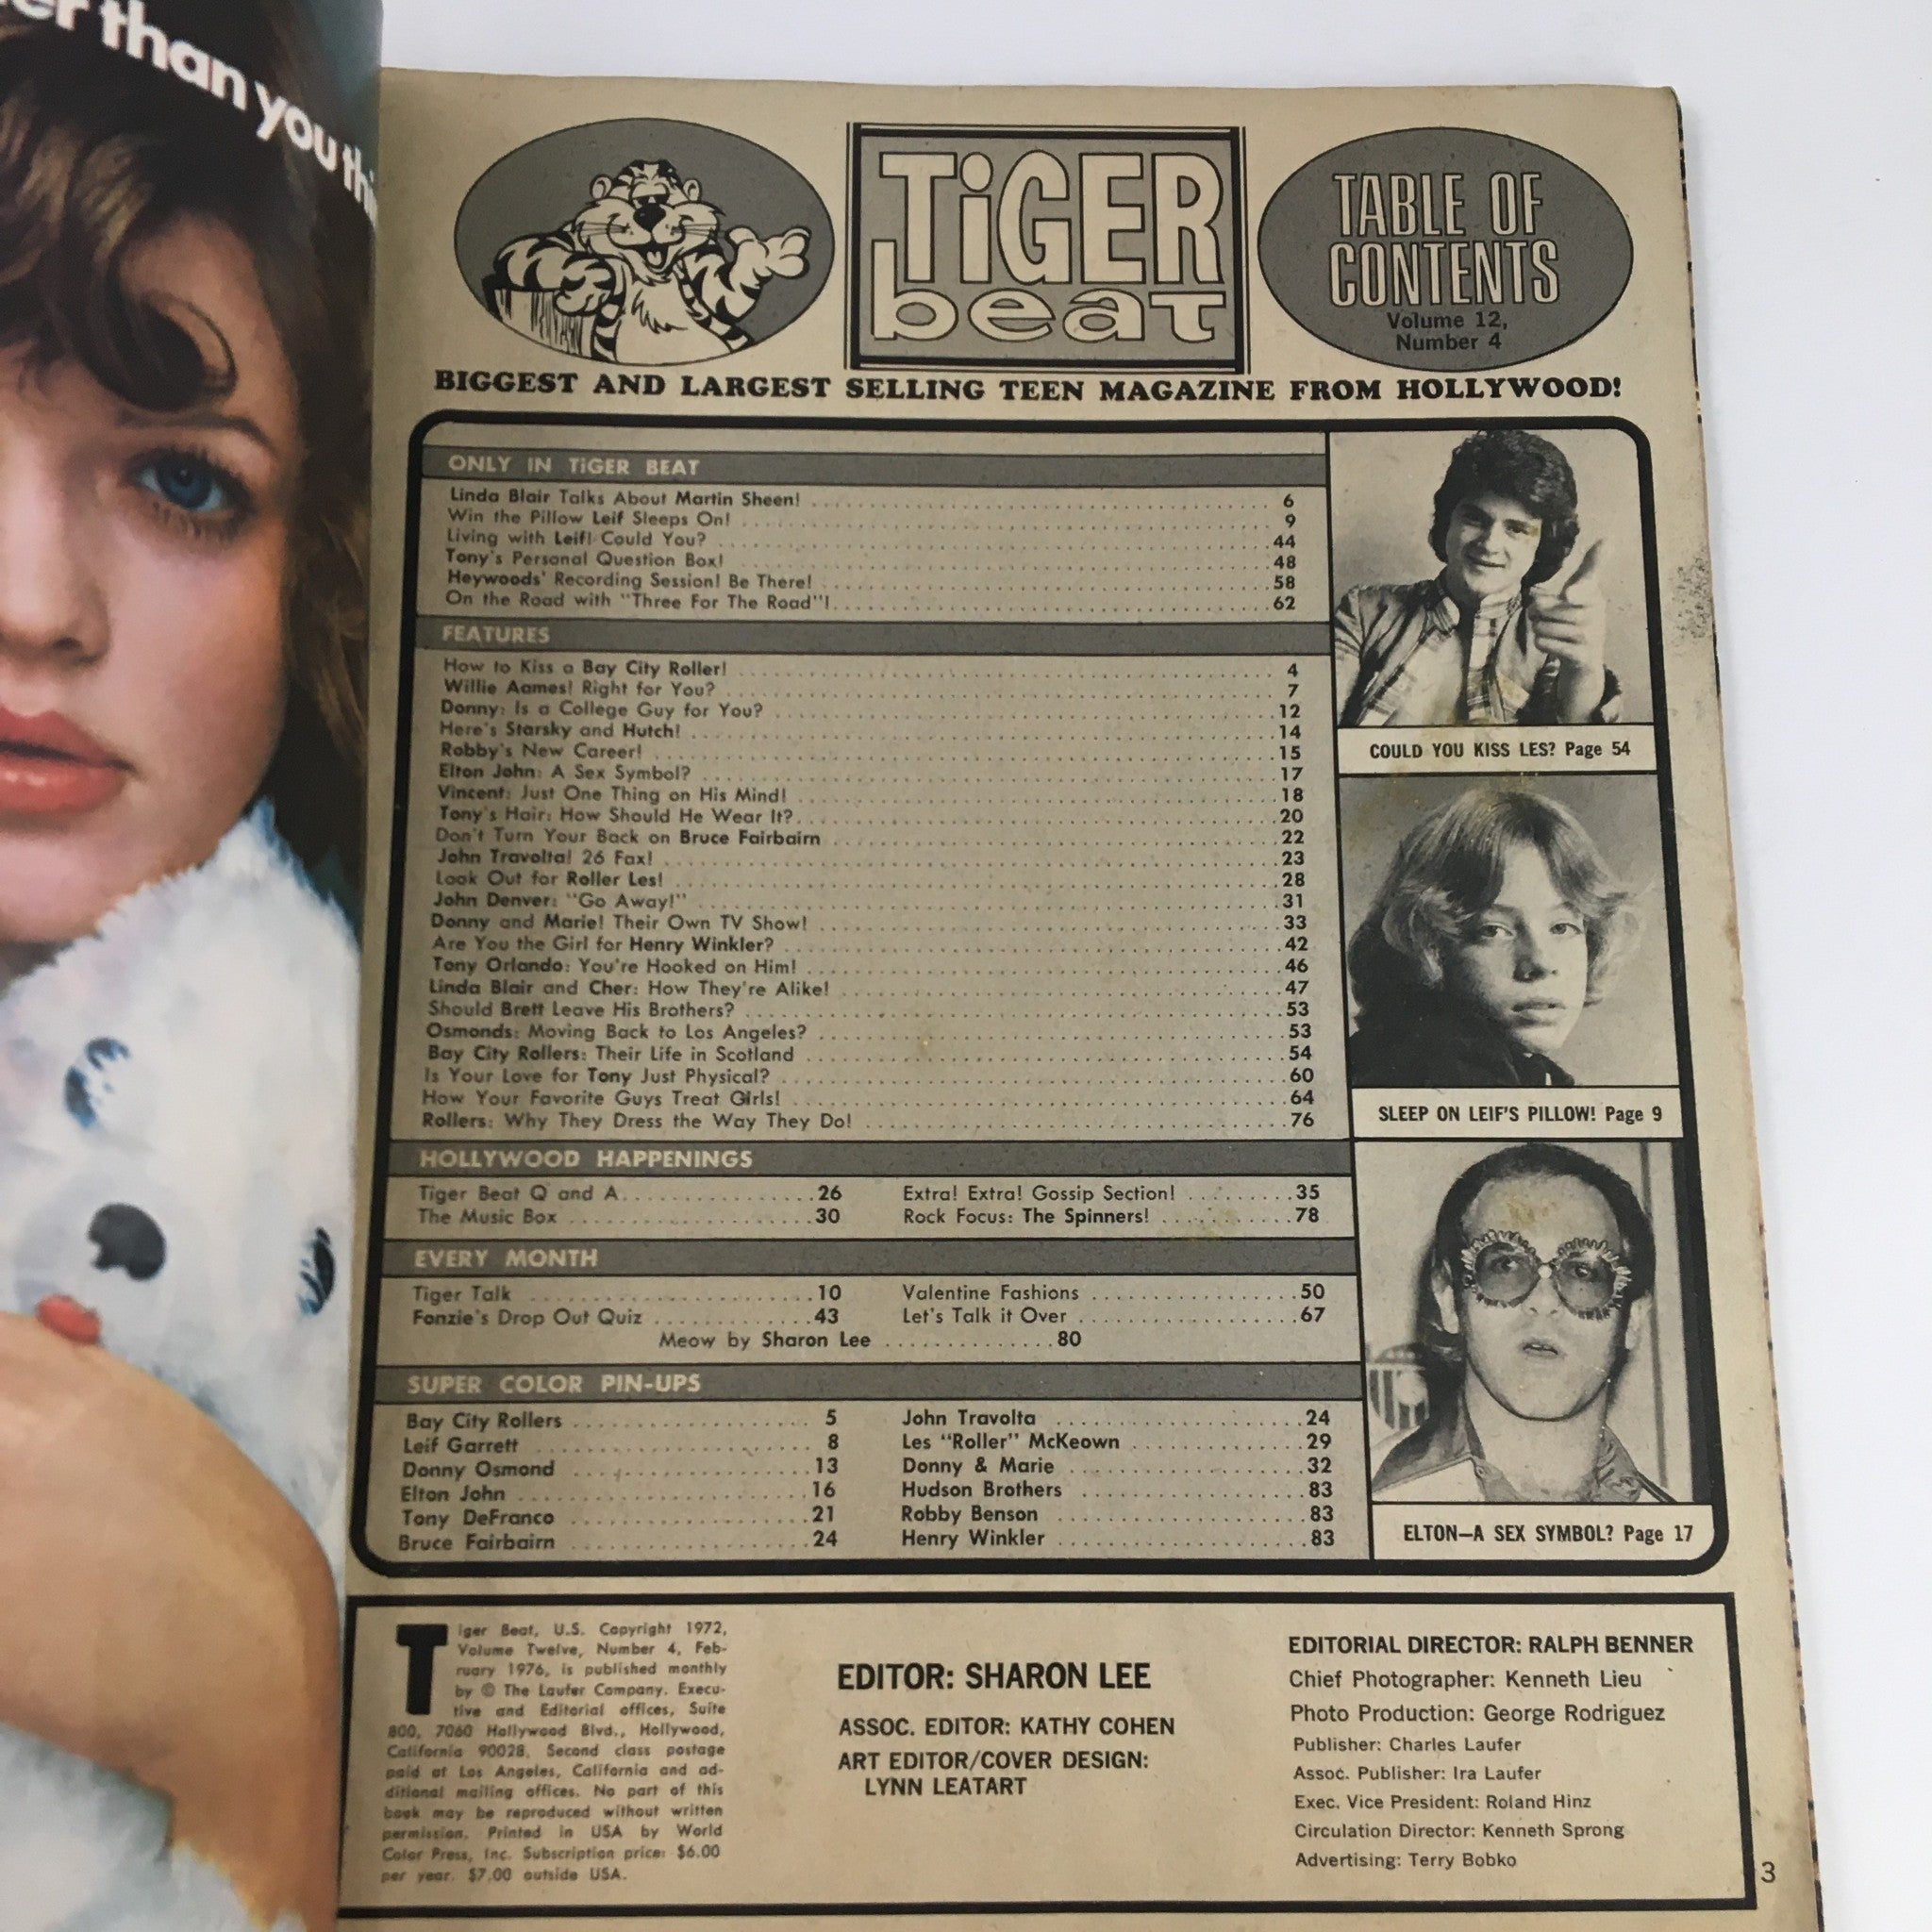 er than you thi
TiGER
beat
TABLE OF
CONTENTS
Volume 12,
Number 4
BIGGEST AND LARGEST SELLING TEEN MAGAZINE FROM HOLLYWOOD!
ONLY IN TiGER BEAT
Linda Blair Talks About Martin Sheen! 6
Win the Pillow Leif Sleeps On! 9
Living with Leif! Could You? 44
Tony's Personal Question Box! 48
Heywoods' Recording Session! Be There! 58
On the Road with "Three For The Road"! 62
FEATURES
How to Kiss a Bay City Roller! 4
Willie Aames! Right for You? 7
Donny: Is a College Guy for You? 12
Here's Starsky and Hutch! 14
Robby's New Career! 15
Elton John: A Sex Symbol? 17
Vincent: Just One Thing on His Mind! 18
Tony's Hair: How Should He Wear It? 20
Don't Turn Your Back on Bruce Fairbairn 22
John Travolta! 26 Fax! 23
Look Out for Roller Les! 28
John Denver: "Go Away!" 31
Donny and Marie! Their Own TV Show! 33
Are You the Girl for Henry Winkler? 42
Tony Orlando: You're Hooked on Him! 46
Linda Blair and Cher: How They're Alike! 47
Should Brett Leave His Brothers? 53
Osmonds: Moving Back to Los Angeles? 53
Bay City Rollers: Their Life in Scotland 54
Is Your Love for Tony Just Physical? 60
How Your Favorite Guys Treat Girls! 64
Rollers: Why They Dress the Way They Do! 76
HOLLYWOOD HAPPENINGS
Tiger Beat Q and A 26
The Music Box 30
Extra! Extra! Gossip Section! 35
Rock Focus: The Spinners! 78
EVERY MONTH
Tiger Talk 10
Fonzie's Drop Out Quiz 43
Valentine Fashions 50
Let's Talk it Over 67
Meow by Sharon Lee 80
SUPER COLOR PIN-UPS
Bay City Rollers 5
Leif Garrett 8
Donny Osmond 13
Elton John 16
Tony DeFranco 21
Bruce Fairbairn 24
John Travolta 24
Les "Roller" McKeown 29
Donny & Marie 32
Hudson Brothers 83
Robby Benson 83
Henry Winkler 83
COULD YOU KISS LES? Page 54
SLEEP ON LEIF'S PILLOW! Page 9
ELTON—A SEX SYMBOL? Page 17
Tiger Beat, U.S. Copyright 1972,
Volume Twelve, Number 4, Feb-
ruary 1976, is published monthly
by © The Laufer Company. Execu-
tive and Editorial offices, Suite
800, 7060 Hollywood Blvd., Hollywood,
California 90028. Second class postage
paid at Los Angeles, California and ad-
ditional mailing offices. No part of this
book may be reproduced without written
permission. Printed in USA by World
Color Press, Inc. Subscription price: $6.00
per year. $7.00 outside USA.
EDITOR: SHARON LEE
ASSOC. EDITOR: KATHY COHEN
ART EDITOR/COVER DESIGN:
LYNN LEATART
EDITORIAL DIRECTOR: RALPH BENNER
Chief Photographer: Kenneth Lieu
Photo Production: George Rodriguez
Publisher: Charles Laufer
Assoc. Publisher: Ira Laufer
Exec. Vice President: Roland Hinz
Circulation Director: Kenneth Sprong
Advertising: Terry Bobko
3